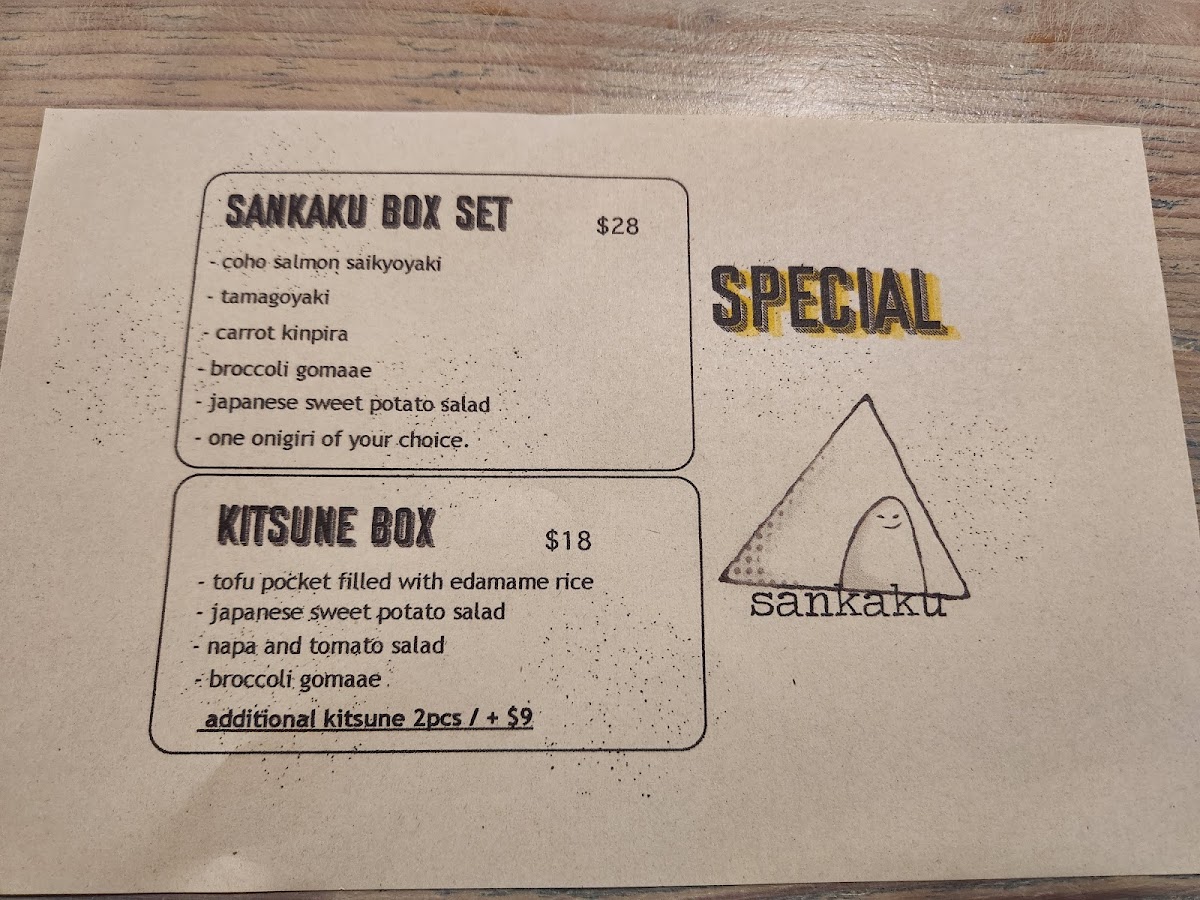 SANKAKU BOX SET $28
- coho salmon saikyoyaki
- tamagoyaki
- carrot kinpira
- broccoli gomaae
- japanese sweet potato salad
- one onigiri of your choice.
KITSUNE BOX $18
- tofu pocket filled with edamame rice
- japanese sweet potato salad
- napa and tomato salad
- broccoli gomaae
additional kitsune 2pcs / + $9
SPECIAL
sankaku